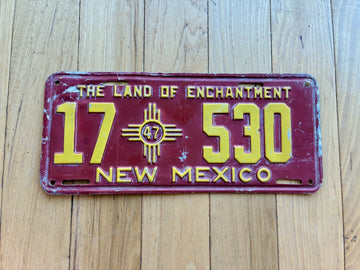 THE LAND OF ENCHANTMENT
17 47 530
NEW MEXICO